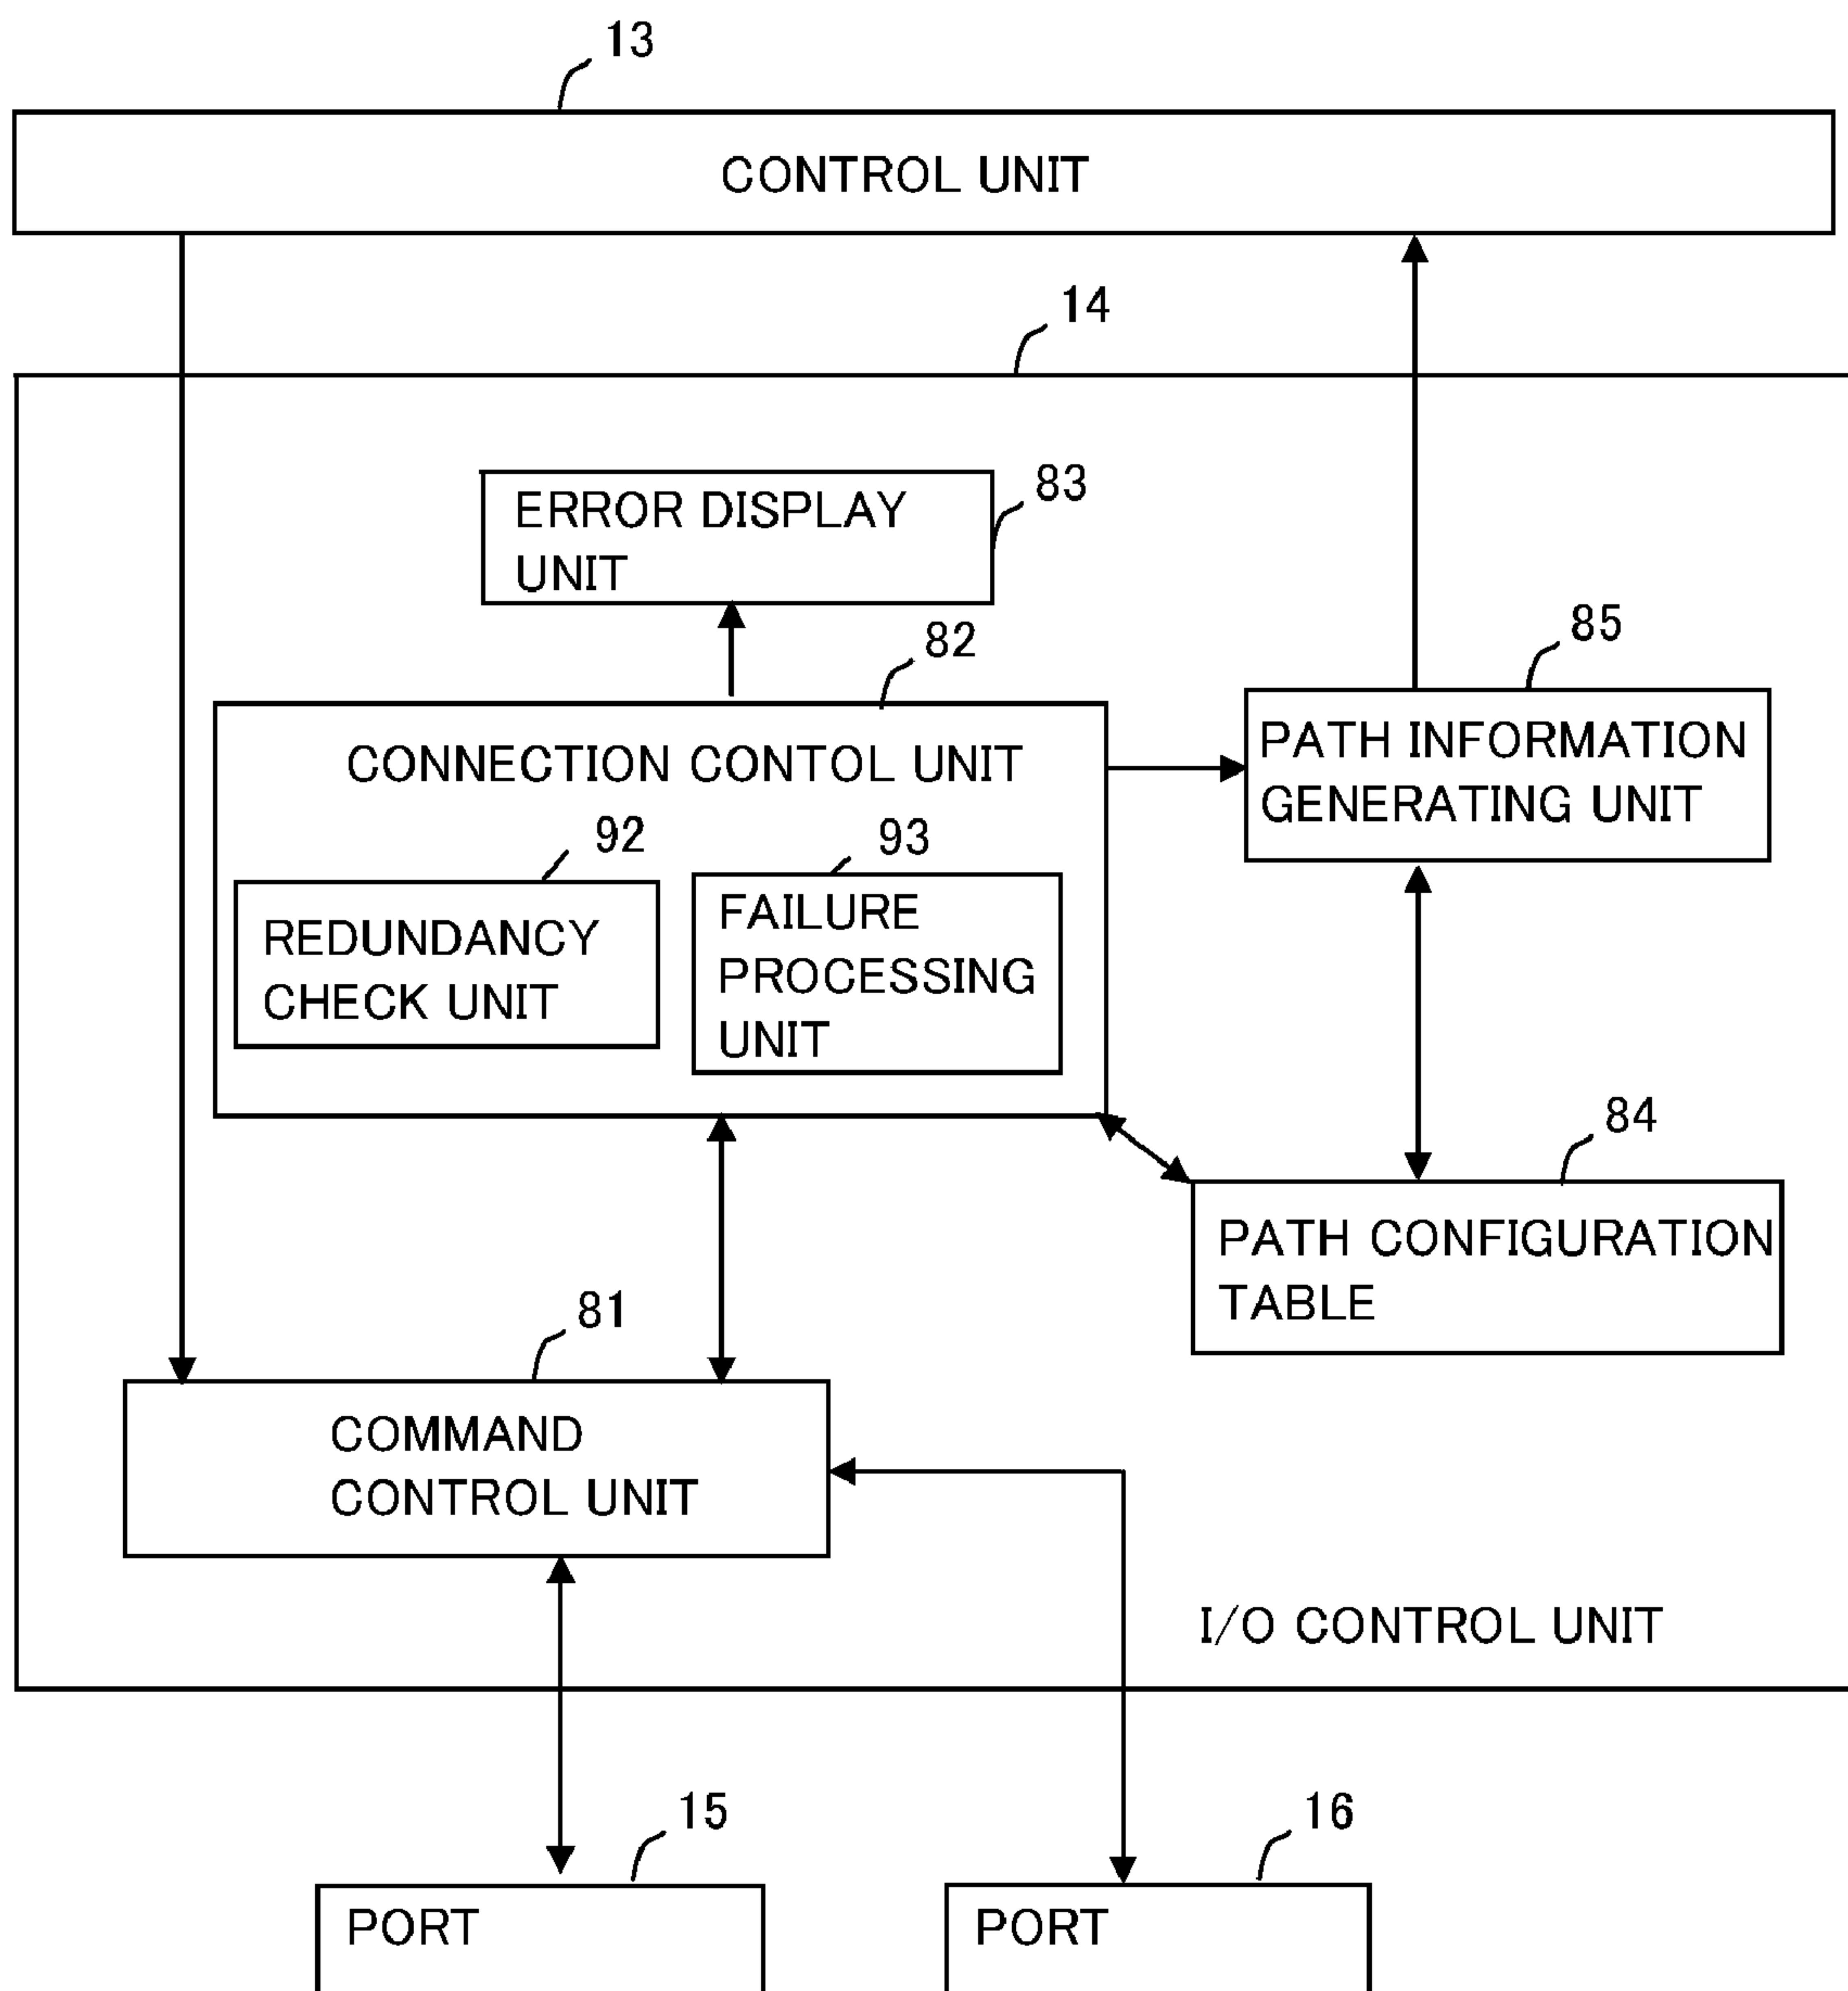 13
CONTROL UNIT
14
ERROR DISPLAY
UNIT
83
82
85
CONNECTION CONTOL UNIT
PATH INFORMATION
GENERATING UNIT
92
93
REDUNDANCY
CHECK UNIT
FAILURE
PROCESSING
UNIT
84
PATH CONFIGURATION
TABLE
81
COMMAND
CONTROL UNIT
I/O CONTROL UNIT
15
16
PORT
PORT